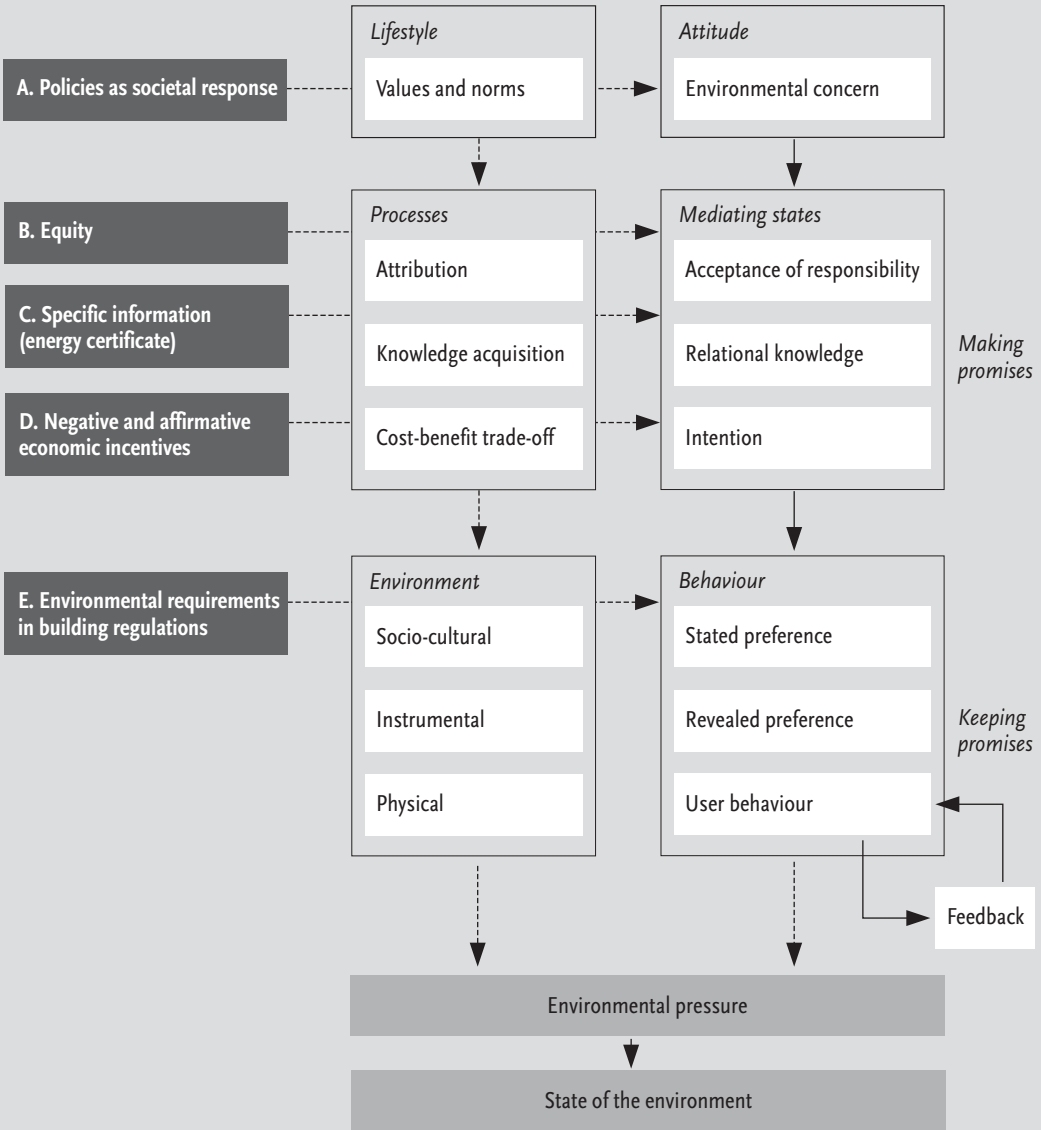 Lifestyle
Attitude
A. Policies as societal response
Values and norms
Environmental concern
Processes
Mediating states
B. Equity
Attribution
Acceptance of responsibility
C. Specific information
(energy certificate)
Knowledge acquisition
Relational knowledge
Making
promises
D. Negative and affirmative
economic incentives
Cost-benefit trade-off
Intention
Environment
Behaviour
E. Environmental requirements
in building regulations
Socio-cultural
Stated preference
Instrumental
Revealed preference
Keeping
promises
Physical
User behaviour
Feedback
Environmental pressure
State of the environment